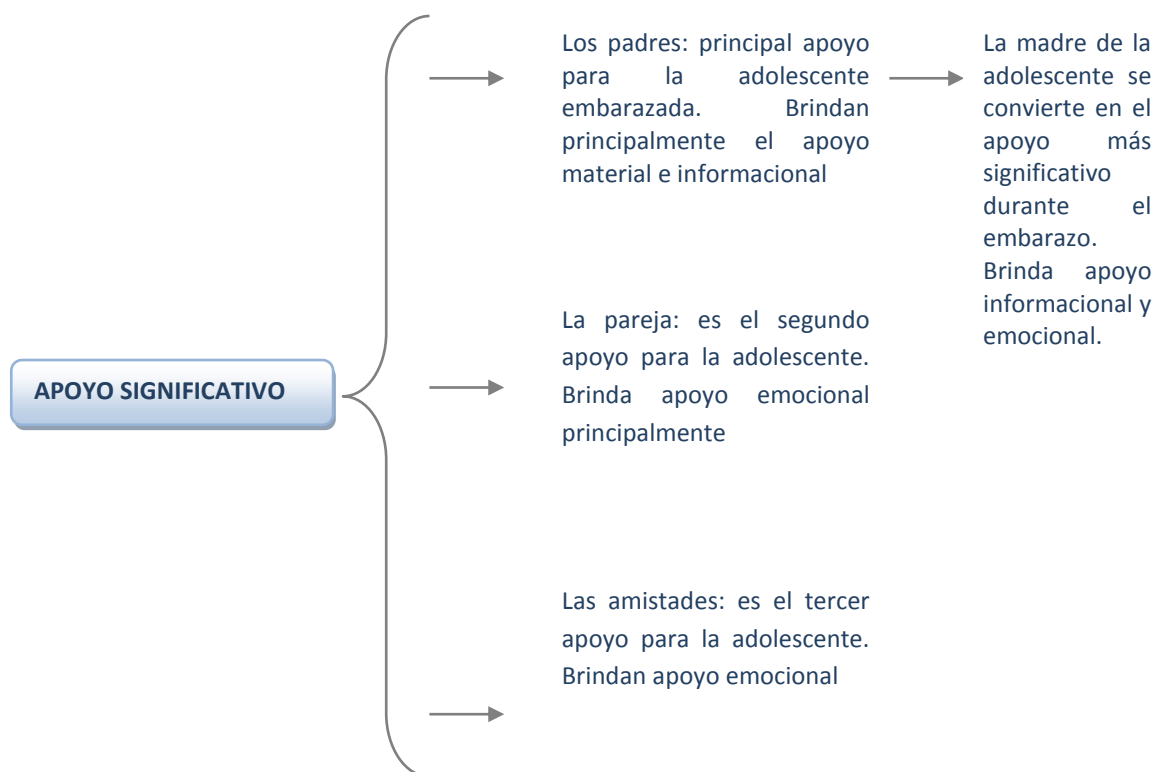 Los padres: principal apoyo
para la adolescente
embarazada. Brindan
principalmente el apoyo
material e informacional
La madre de la
adolescente se
convierte en el
apoyo más
significativo
durante el
embarazo.
Brinda apoyo
informacional y
emocional.
La pareja: es el segundo
apoyo para la adolescente.
Brinda apoyo emocional
principalmente
APOYO SIGNIFICATIVO
Las amistades: es el tercer
apoyo para la adolescente.
Brindan apoyo emocional